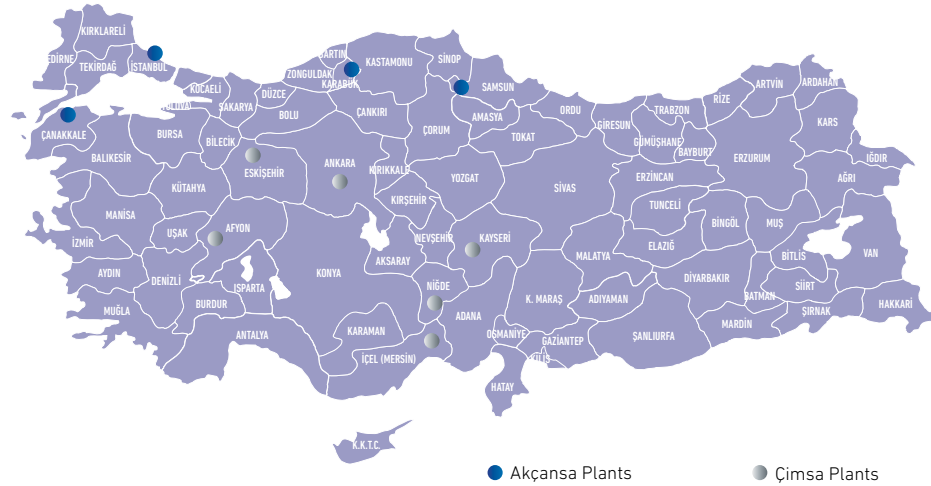 KIRKLARELİ
EDİRNE
TEKİRDAĞ
İSTANBUL
KOCAELİ
SAKARYA
DÜZCE
ZONGULDAK
BARTIN
KARABÜK
KASTAMONU
SİNOP
SAMSUN
BOLU
ÇANKIRI
ÇORUM
AMASYA
TOKAT
ORDU
GİRESUN
TRABZON
RİZE
ARTVİN
ARDAHAN
KARS
GÜMÜŞHANE
BAYBURT
ERZURUM
IĞDIR
AĞRI
ÇANAKKALE
BALIKESİR
BURSA
BİLECİK
ESKİŞEHİR
ANKARA
KIRIKKALE
YOZGAT
SİVAS
ERZİNCAN
TUNCELİ
KÜTAHYA
KIRŞEHİR
MANİSA
UŞAK
AFYON
NEVŞEHİR
KAYSERİ
MALATYA
ELAZIĞ
BİNGÖL
MUŞ
BİTLİS
VAN
İZMİR
AYDIN
DENİZLİ
ISPARTA
KONYA
AKSARAY
NİĞDE
ADANA
K. MARAŞ
ADIYAMAN
DİYARBAKIR
BATMAN
SİİRT
ŞIRNAK
HAKKARİ
MUĞLA
BURDUR
ANTALYA
KARAMAN
İÇEL (MERSİN)
OSMANİYE
GAZİANTEP
KİLİS
ŞANLIURFA
MARDİN
HATAY
K.K.T.C.
Akçansa Plants
Çimsa Plants